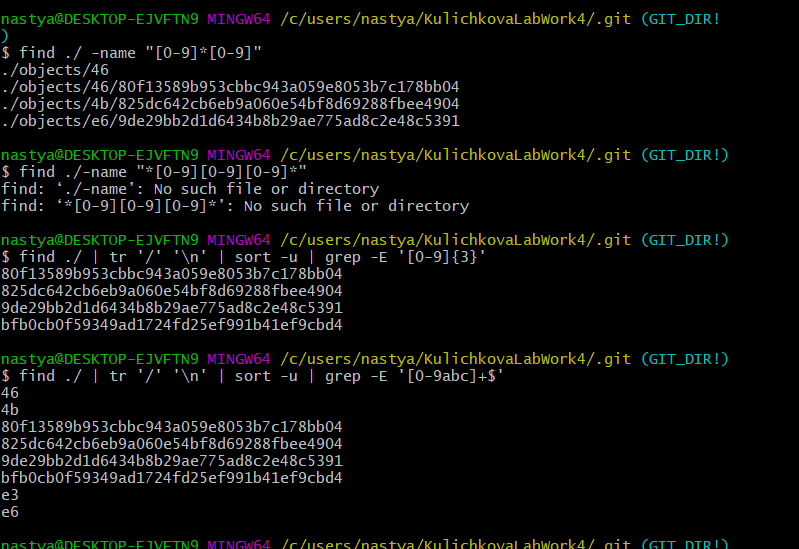 nastya@DESKTOP-EJVFTN9 MINGW64 /c/users/nastya/KulichkovaLabWork4/.git (GIT_DIR!
)
$ find ./ -name "[0-9]*[0-9]"
./objects/46
./objects/46/80f13589b953cbbc943a059e8053b7c178bb04
./objects/4b/825dc642cb6eb9a060e54bf8d69288fbee4904
./objects/e6/9de29bb2d1d6434b8b29ae775ad8c2e48c5391
nastya@DESKTOP-EJVFTN9 MINGW64 /c/users/nastya/KulichkovaLabWork4/.git (GIT_DIR!)
$ find ./-name "*[0-9][0-9][0-9]*"
find: ‘./-name’: No such file or directory
find: ‘*[0-9][0-9][0-9]*’: No such file or directory
nastya@DESKTOP-EJVFTN9 MINGW64 /c/users/nastya/KulichkovaLabWork4/.git (GIT_DIR!)
$ find ./ | tr '/' '\n' | sort -u | grep -E '[0-9]{3}'
80f13589b953cbbc943a059e8053b7c178bb04
825dc642cb6eb9a060e54bf8d69288fbee4904
9de29bb2d1d6434b8b29ae775ad8c2e48c5391
bfb0cb0f59349ad1724fd25ef991b41ef9cbd4
nastya@DESKTOP-EJVFTN9 MINGW64 /c/users/nastya/KulichkovaLabWork4/.git (GIT_DIR!)
$ find ./ | tr '/' '\n' | sort -u | grep -E '[0-9abc]+$'
46
4b
80f13589b953cbbc943a059e8053b7c178bb04
825dc642cb6eb9a060e54bf8d69288fbee4904
9de29bb2d1d6434b8b29ae775ad8c2e48c5391
bfb0cb0f59349ad1724fd25ef991b41ef9cbd4
e3
e6
nastya@DESKTOP-EJVFTN9 MINGW64 /c/users/nastya/KulichkovaLabWork4/.git (GIT_DIR!)